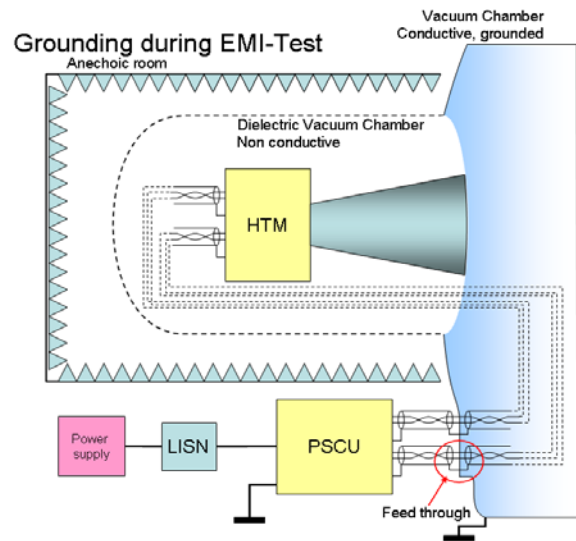 Vacuum Chamber
Conductive, grounded
Grounding during EMI-Test
Anechoic room
Dielectric Vacuum Chamber
Non conductive
HTM
Power
supply
LISN
PSCU
Feed through